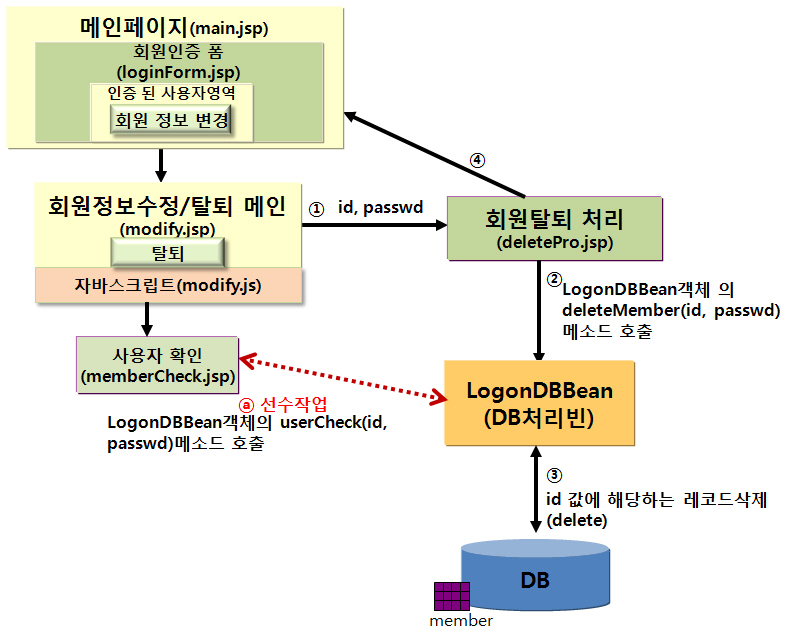 메인페이지(main.jsp)
회원인증 폼
(loginForm.jsp)
인증 된 사용자영역
회원 정보 변경
회원정보수정/탈퇴 메인
(modify.jsp)
탈퇴
자바스크립트(modify.js)
① id, passwd
④
회원탈퇴 처리
(deletePro.jsp)
②
LogonDBBean객체 의
deleteMember(id, passwd)
메소드 호출
사용자 확인
(memberCheck.jsp)
ⓐ 선수작업
LogonDBBean객체의 userCheck(id,
passwd)메소드 호출
LogonDBBean
(DB처리빈)
③
id 값에 해당하는 레코드삭제
(delete)
DB
member